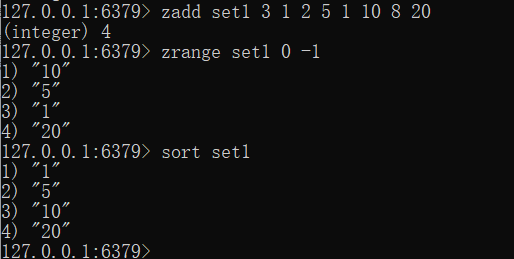 127.0.0.1:6379> zadd set1 3 1 2 5 1 10 8 20
(integer) 4
127.0.0.1:6379> zrange set1 0 -1
1) "10"
2) "5"
3) "1"
4) "20"
127.0.0.1:6379> sort set1
1) "1"
2) "5"
3) "10"
4) "20"
127.0.0.1:6379>